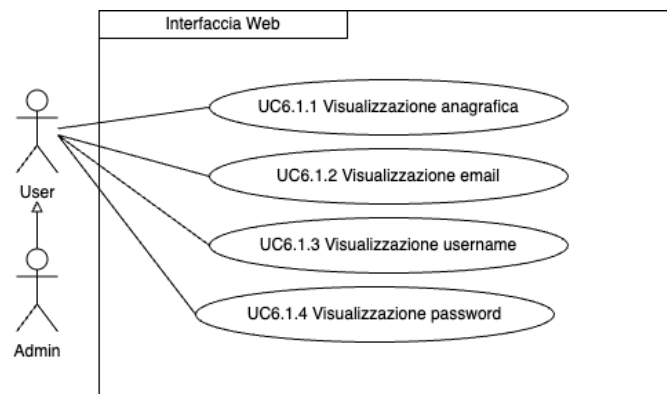 Interfaccia Web
UC6.1.1 Visualizzazione anagrafica
UC6.1.2 Visualizzazione email
User
UC6.1.3 Visualizzazione username
UC6.1.4 Visualizzazione password
Admin